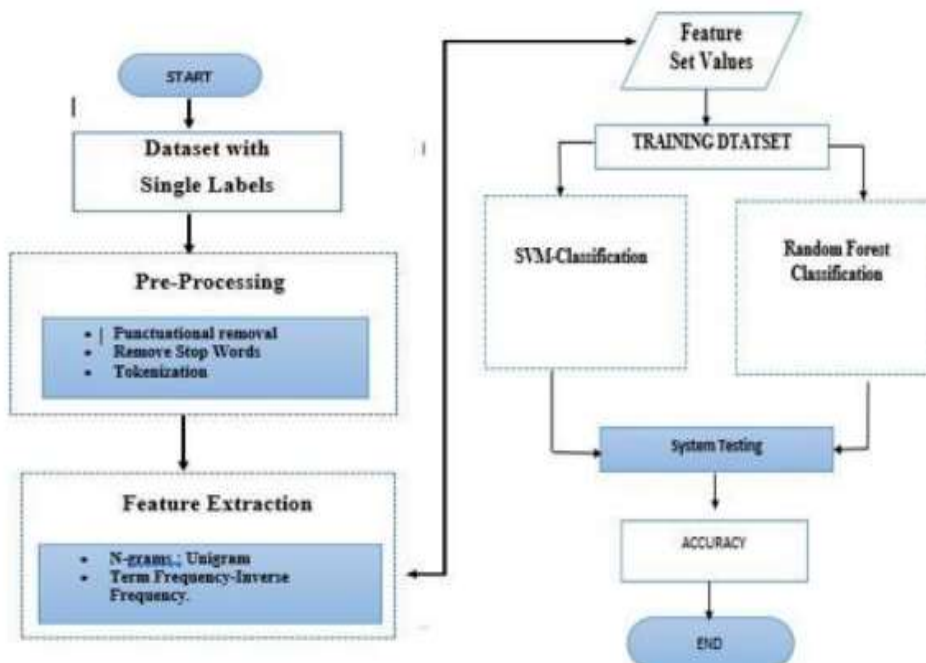 START
Dataset with
Single Labels
Pre-Processing
• Punctuational removal
• Remove Stop Words
• Tokenization
Feature Extraction
• N-grams ; Unigram
• Term Frequency-Inverse
Frequency.
Feature
Set Values
TRAINING DTATSET
SVM-Classification
Random Forest
Classification
System Testing
ACCURACY
END